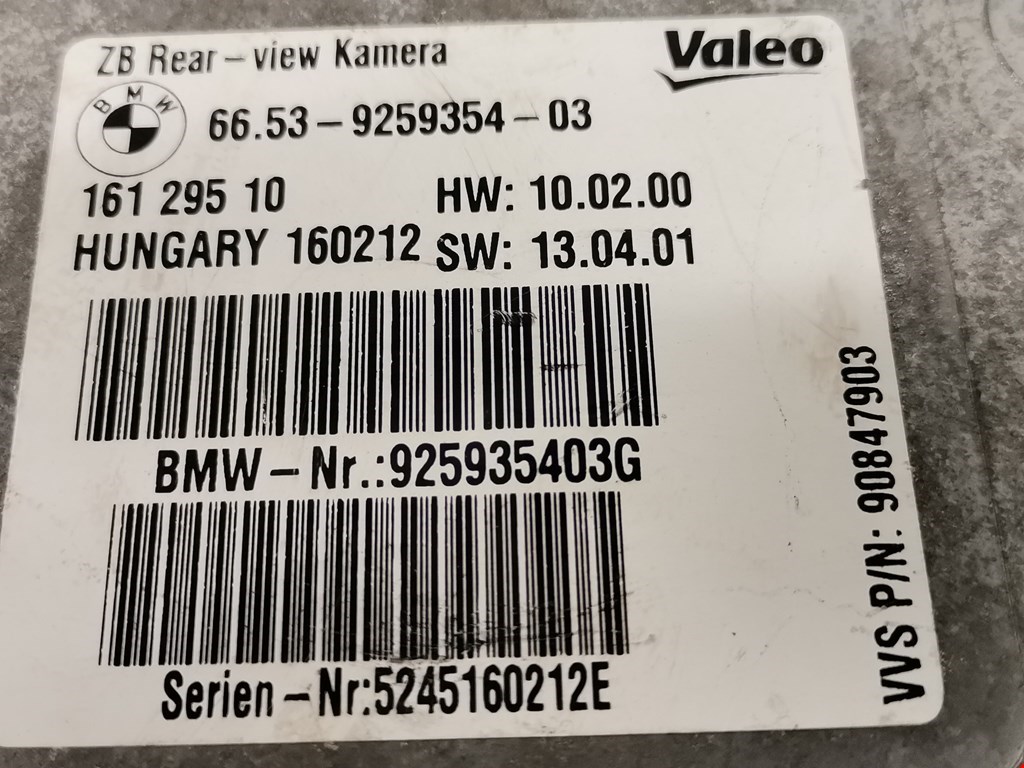 ZB Rear-view Kamera
Valeo
BMW
66.53-9259354-03
161 295 10
HW: 10.02.00
HUNGARY 160212
SW: 13.04.01
BMW-Nr.:925935403G
Serien-Nr:5245160212E
VVS P/N: 90847903